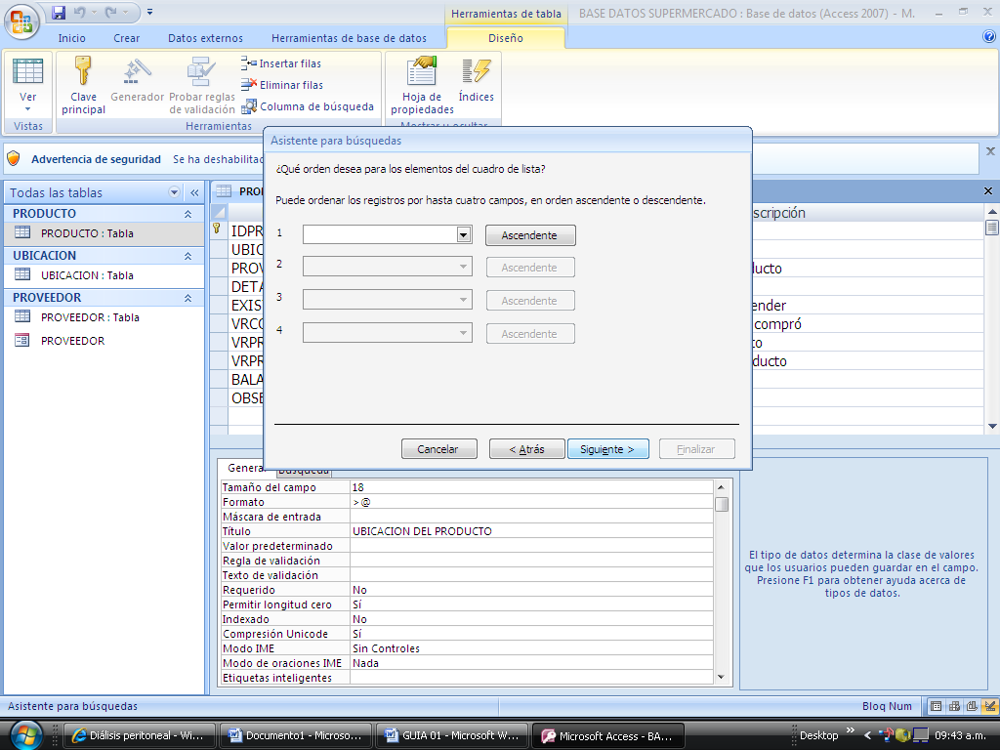 Herramientas de tabla
BASE DATOS SUPERMERCADO : Base de datos (Access 2007) - M.
Inicio
Crear
Datos externos
Herramientas de base de datos
Diseño
Ver
Clave principal
Generador
Probar reglas de validación
Insertar filas
Eliminar filas
Columna de búsqueda
Hoja de propiedades
Índices
Vistas
Herramientas
Mostrar u ocultar
Advertencia de seguridad
Se ha deshabilitad
Todas las tablas
PRODUCTO
PRODUCTO : Tabla
UBICACION
UBICACION : Tabla
PROVEEDOR
PROVEEDOR : Tabla
PROVEEDOR
PRO
scripción
IDPR
UBIC
PROV
ducto
DETA
EXIS
ender
VRCO
compró
VRPR
to
VRPR
ducto
BALA
OBSE
Asistente para búsquedas
¿Qué orden desea para los elementos del cuadro de lista?
Puede ordenar los registros por hasta cuatro campos, en orden ascendente o descendente.
1
Ascendente
2
Ascendente
3
Ascendente
4
Ascendente
Cancelar
< Atrás
Siguiente >
Finalizar
General
Búsqueda
Tamaño del campo 18
Formato >@
Máscara de entrada
Título UBICACION DEL PRODUCTO
Valor predeterminado
Regla de validación
Texto de validación
Requerido No
Permitir longitud cero Sí
Indexado No
Compresión Unicode Sí
Modo IME Sin Controles
Modo de oraciones IME Nada
Etiquetas inteligentes
El tipo de datos determina la clase de valores
que los usuarios pueden guardar en el campo.
Presione F1 para obtener ayuda acerca de
tipos de datos.
Asistente para búsquedas
Bloq Num
Diálisis peritoneal - Wi...
Documento1 - Microso...
GUIA 01 - Microsoft W...
Microsoft Access - BA...
Desktop
09:43 a.m.